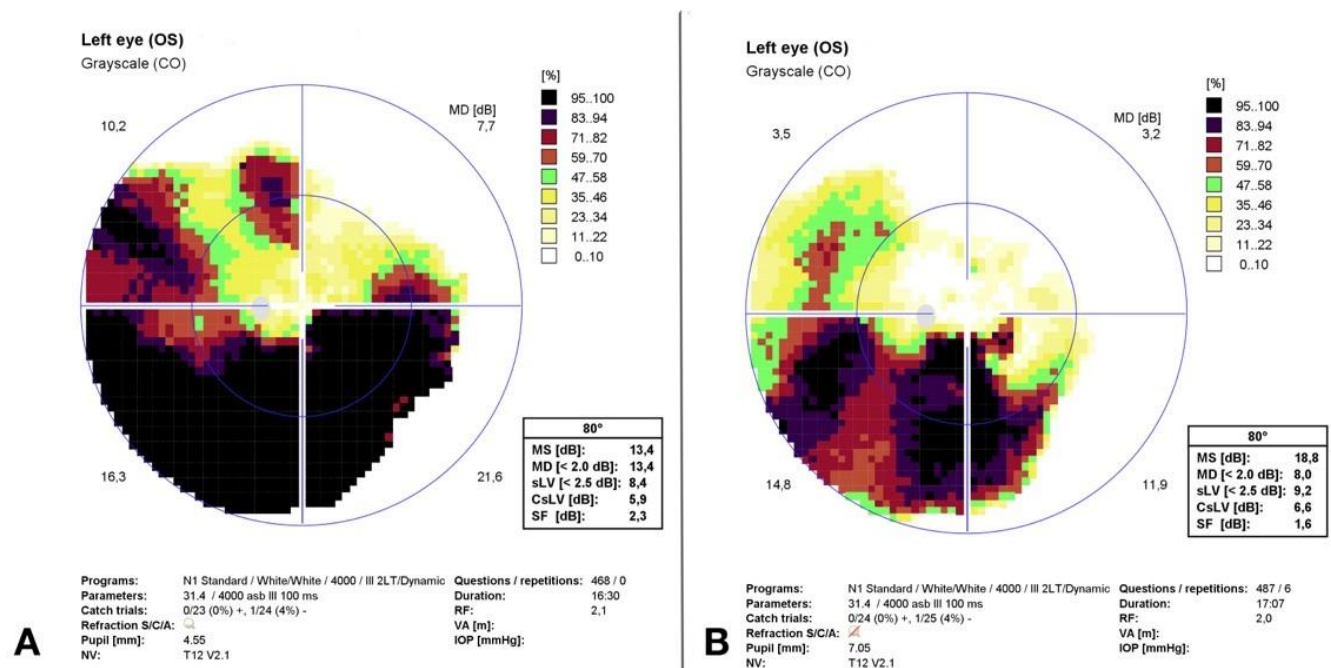 Left eye (OS)
Grayscale (CO)
[%]
95..100
83..94
71..82
59..70
47..58
35..46
23..34
11..22
0..10
MD [dB]
10,2
7,7
16,3
21,6
80°
MS [dB]: 13,4
MD [< 2.0 dB]: 13,4
sLV [< 2.5 dB]: 8,4
CsLV [dB]: 5,9
SF [dB]: 2,3
Programs: N1 Standard / White/White / 4000 / III 2LT/Dynamic Questions / repetitions: 468 / 0
Parameters: 31.4 / 4000 asb III 100 ms Duration: 16:30
Catch trials: 0/23 (0%) +, 1/24 (4%) - RF: 2,1
Refraction S/C/A: VA [m]:
Pupil [mm]: 4.55 IOP [mmHg]:
NV: T12 V2.1
A
Left eye (OS)
Grayscale (CO)
[%]
95..100
83..94
71..82
59..70
47..58
35..46
23..34
11..22
0..10
MD [dB]
3,5
3,2
14,8
11,9
80°
MS [dB]: 18,8
MD [< 2.0 dB]: 8,0
sLV [< 2.5 dB]: 9,2
CsLV [dB]: 6,6
SF [dB]: 1,6
Programs: N1 Standard / White/White / 4000 / III 2LT/Dynamic Questions / repetitions: 487 / 6
Parameters: 31.4 / 4000 asb III 100 ms Duration: 17:07
Catch trials: 0/24 (0%) +, 1/25 (4%) - RF: 2,0
Refraction S/C/A: VA [m]:
Pupil [mm]: 7.05 IOP [mmHg]:
NV: T12 V2.1
B